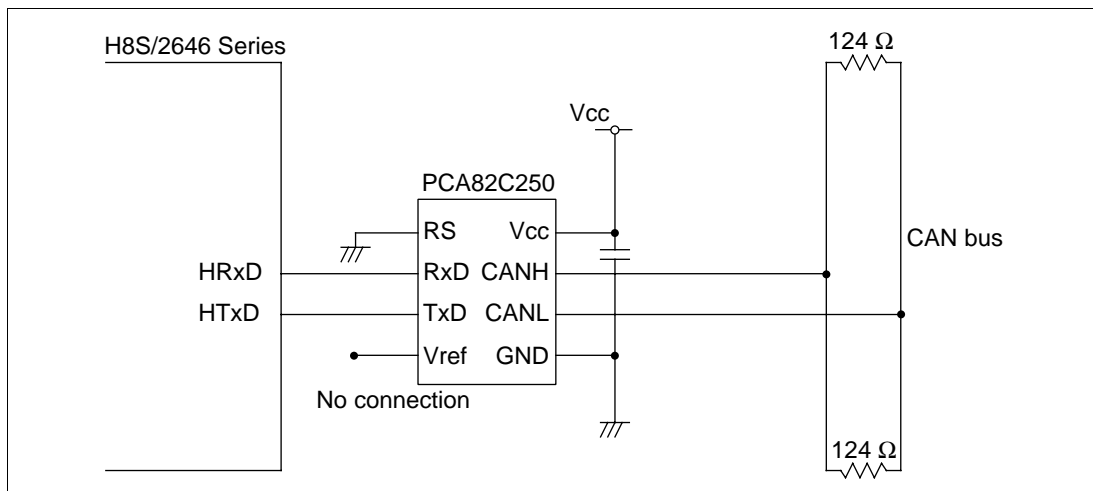 H8S/2646 Series
124 Ω
Vcc
PCA82C250
RS Vcc
CAN bus
HRxD RxD CANH
HTxD TxD CANL
Vref GND
No connection
124 Ω